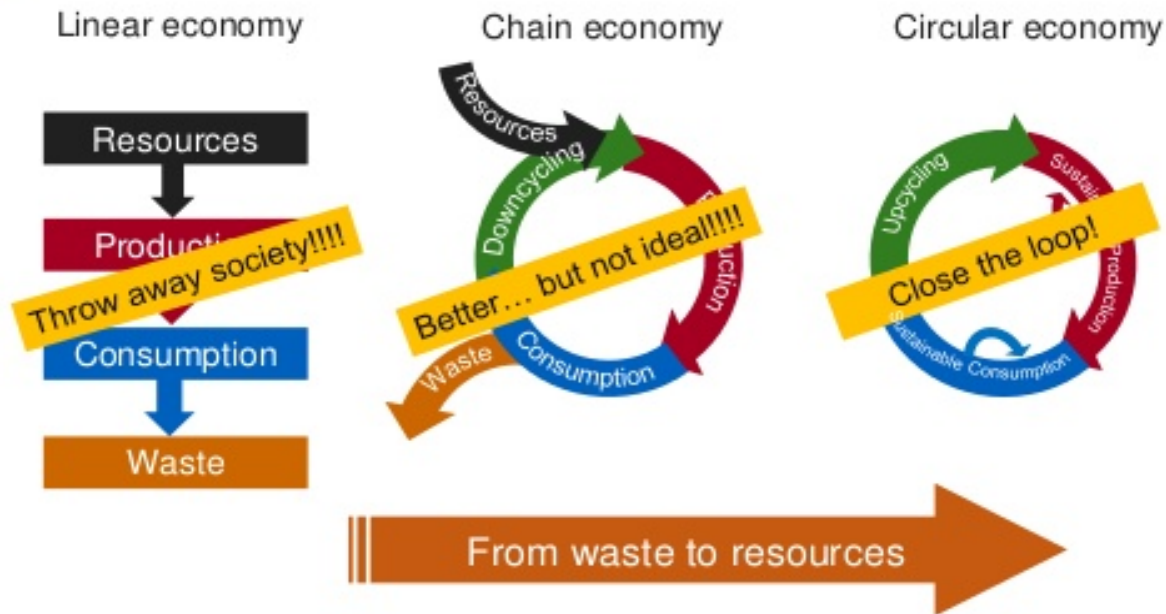 Linear economy
Chain economy
Circular economy
Resources
Throw away society!!!!
Consumption
Waste
Resources
Downcycling
Better… but not ideal!!!!!
Consumption
Waste
Upcycling
Close the loop!
Production
Sustainable Consumption
From waste to resources